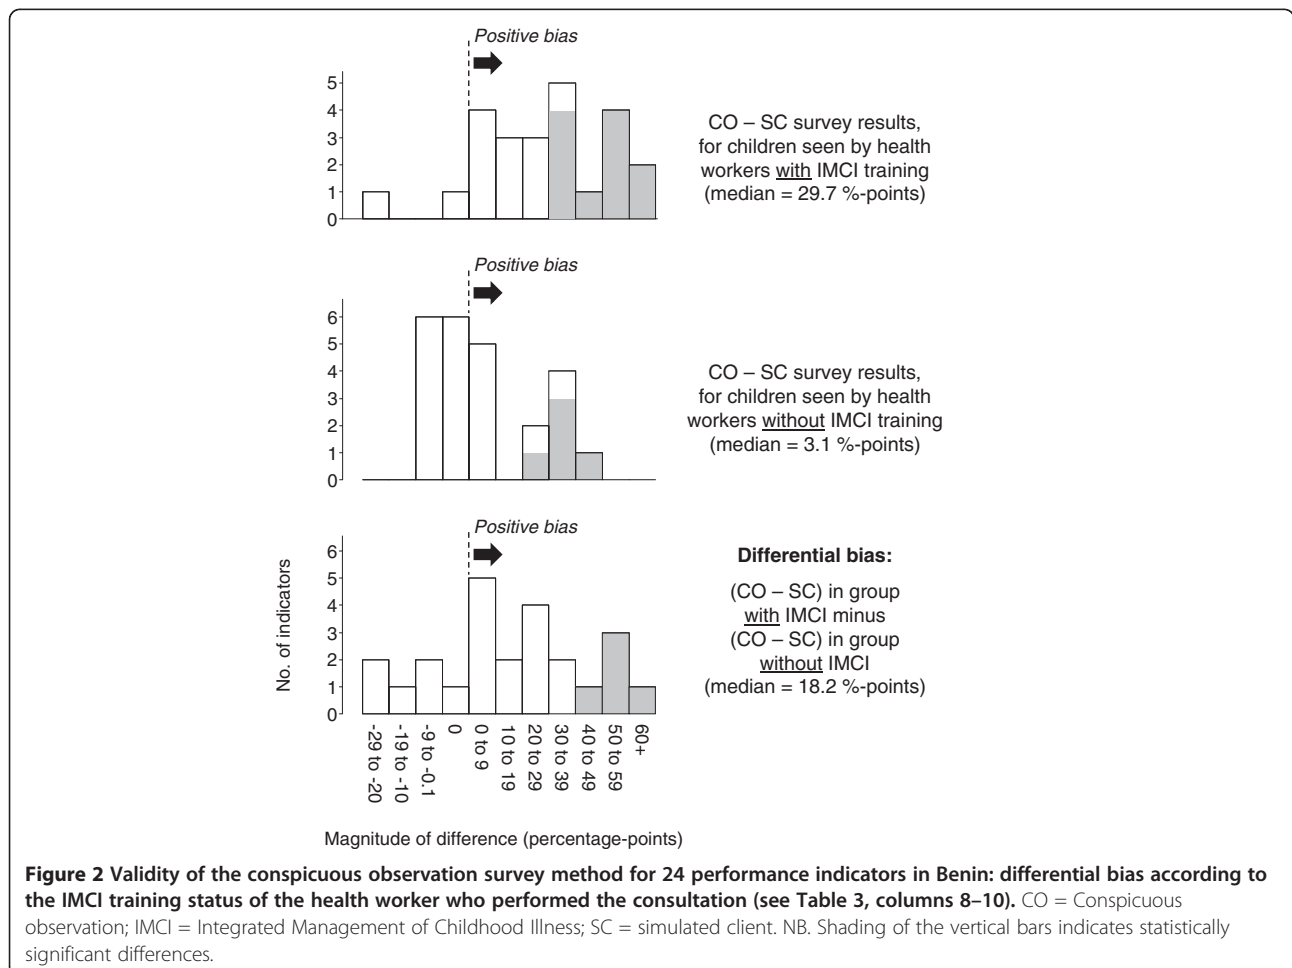 Positive bias
5
4
3
2
1
0
CO – SC survey results,
for children seen by health
workers with IMCI training
(median = 29.7 %-points)
Positive bias
6
5
4
3
2
1
0
CO – SC survey results,
for children seen by health
workers without IMCI training
(median = 3.1 %-points)
Positive bias
No. of indicators
6
5
4
3
2
1
0
Differential bias:
(CO – SC) in group
with IMCI minus
(CO – SC) in group
without IMCI
(median = 18.2 %-points)
-29 to -20
-19 to -10
-9 to -0.1
0
0 to 9
10 to 19
20 to 29
30 to 39
40 to 49
50 to 59
60+
Magnitude of difference (percentage-points)
Figure 2 Validity of the conspicuous observation survey method for 24 performance indicators in Benin: differential bias according to
the IMCI training status of the health worker who performed the consultation (see Table 3, columns 8–10). CO = Conspicuous
observation; IMCI = Integrated Management of Childhood Illness; SC = simulated client. NB. Shading of the vertical bars indicates statistically
significant differences.